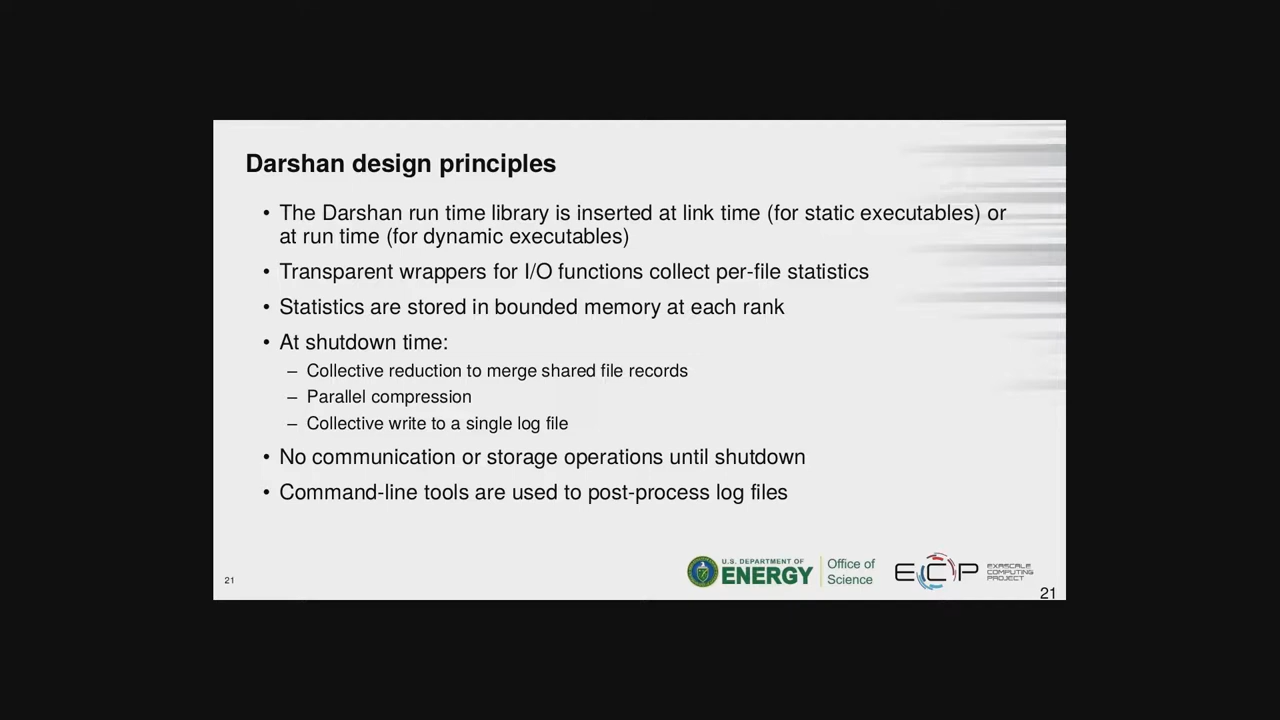 Darshan design principles
• The Darshan run time library is inserted at link time (for static executables) or
at run time (for dynamic executables)
• Transparent wrappers for I/O functions collect per-file statistics
• Statistics are stored in bounded memory at each rank
• At shutdown time:
– Collective reduction to merge shared file records
– Parallel compression
– Collective write to a single log file
• No communication or storage operations until shutdown
• Command-line tools are used to post-process log files
21
U.S. DEPARTMENT OF
ENERGY
Office of
Science
ECP
EXASCALE
COMPUTING
PROJECT
21